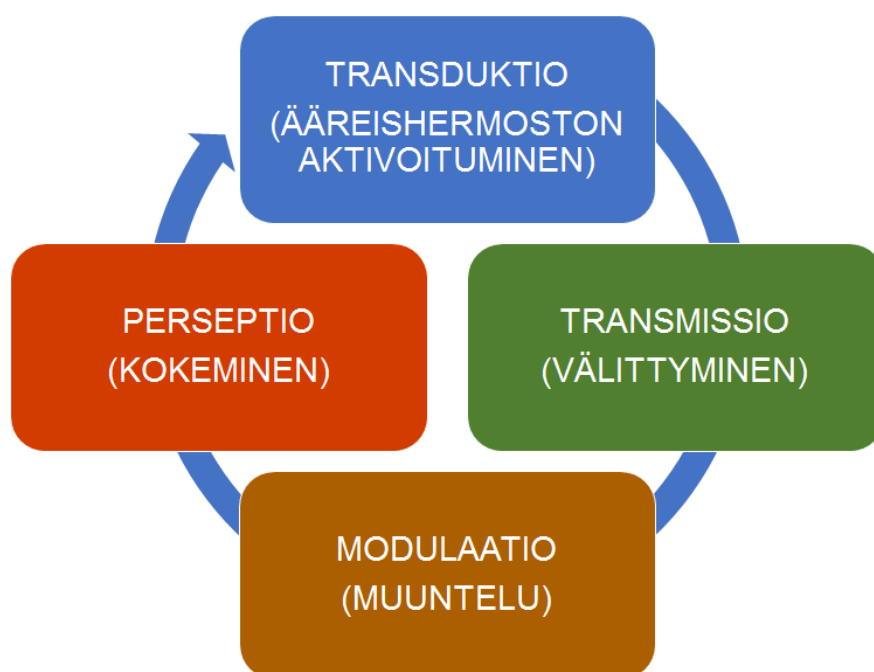 TRANSDUKTIO
(ÄÄREISHERMOSTON
AKTIVOITUMINEN)
TRANSMISSIO
(VÄLITTYMINEN)
MODULAATIO
(MUUNTELU)
PERSEPTIO
(KOKEMINEN)